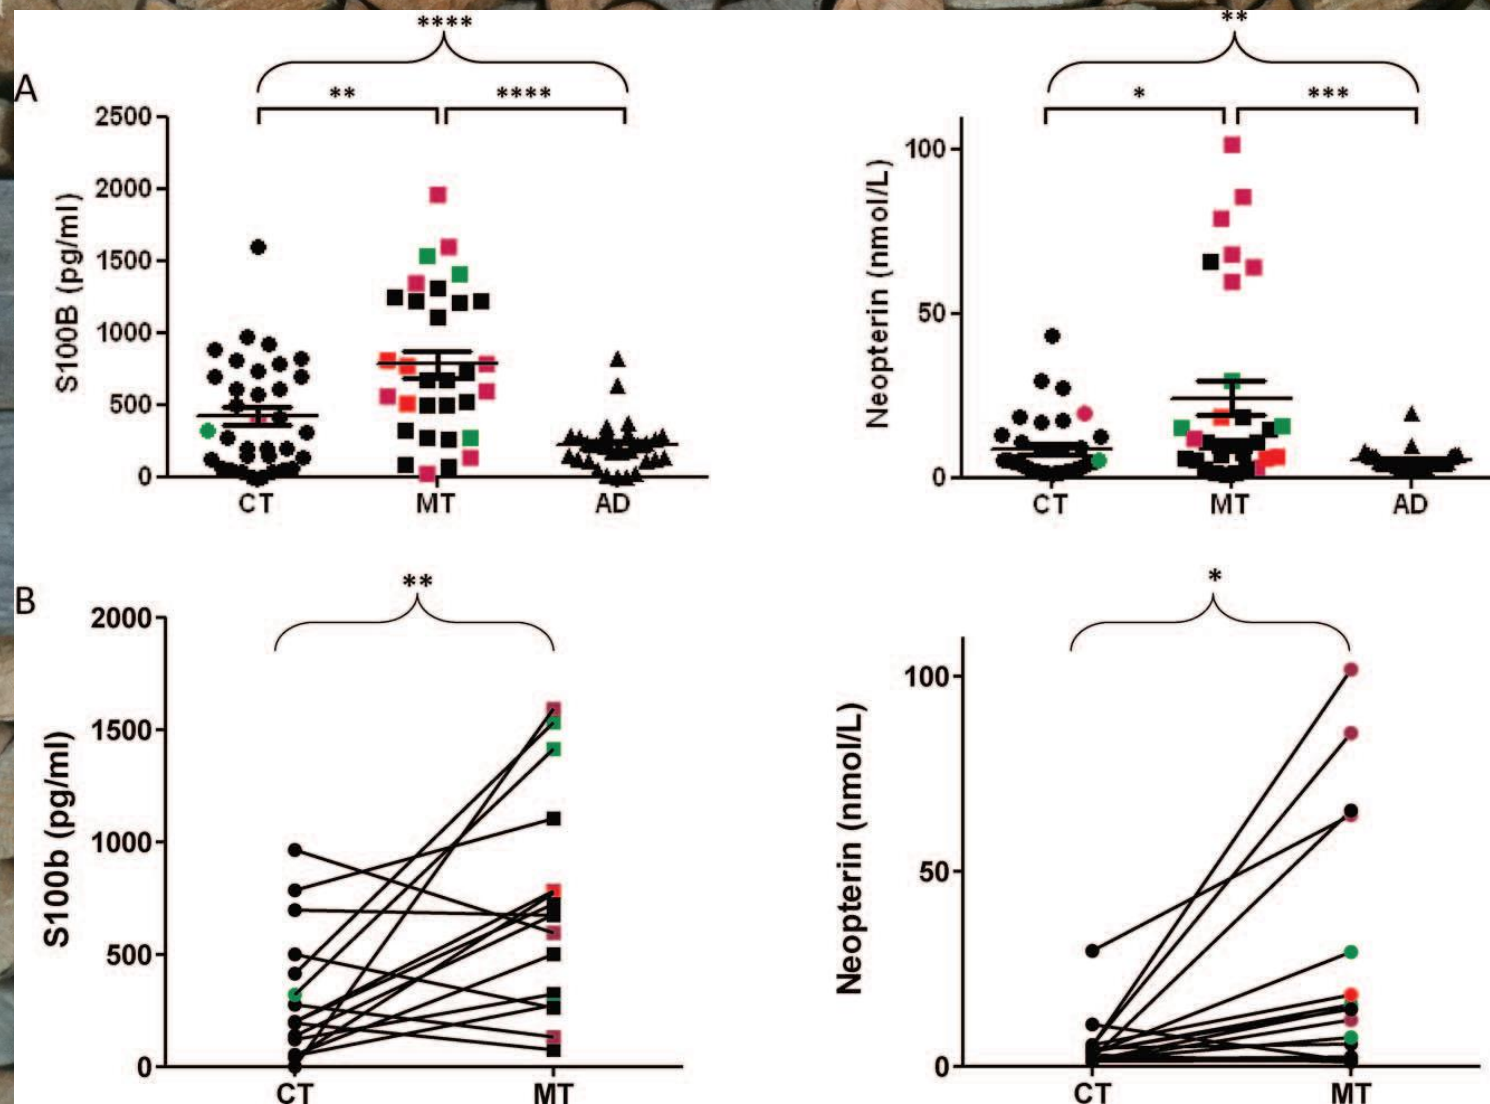 **** **
A ** **** * ***
2500
2000
1500
1000
500
0
S100B (pg/ml)
CT MT AD
100
50
0
Neopterin (nmol/L)
CT MT AD
B ** *
2000
1500
1000
500
0
S100b (pg/ml)
CT MT
100
50
0
Neopterin (nmol/L)
CT MT